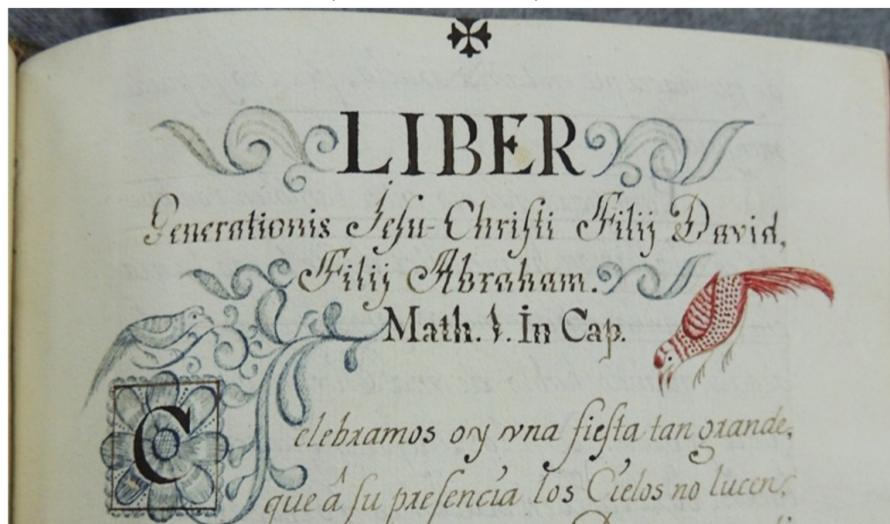 LIBER
Generationis Jesu-Christi Filij David,
Filij Abraham.
Math. 1. In Cap.
Celebramos oy vna fiesta tan grande,
que â su presencia los Cielos no lucen,